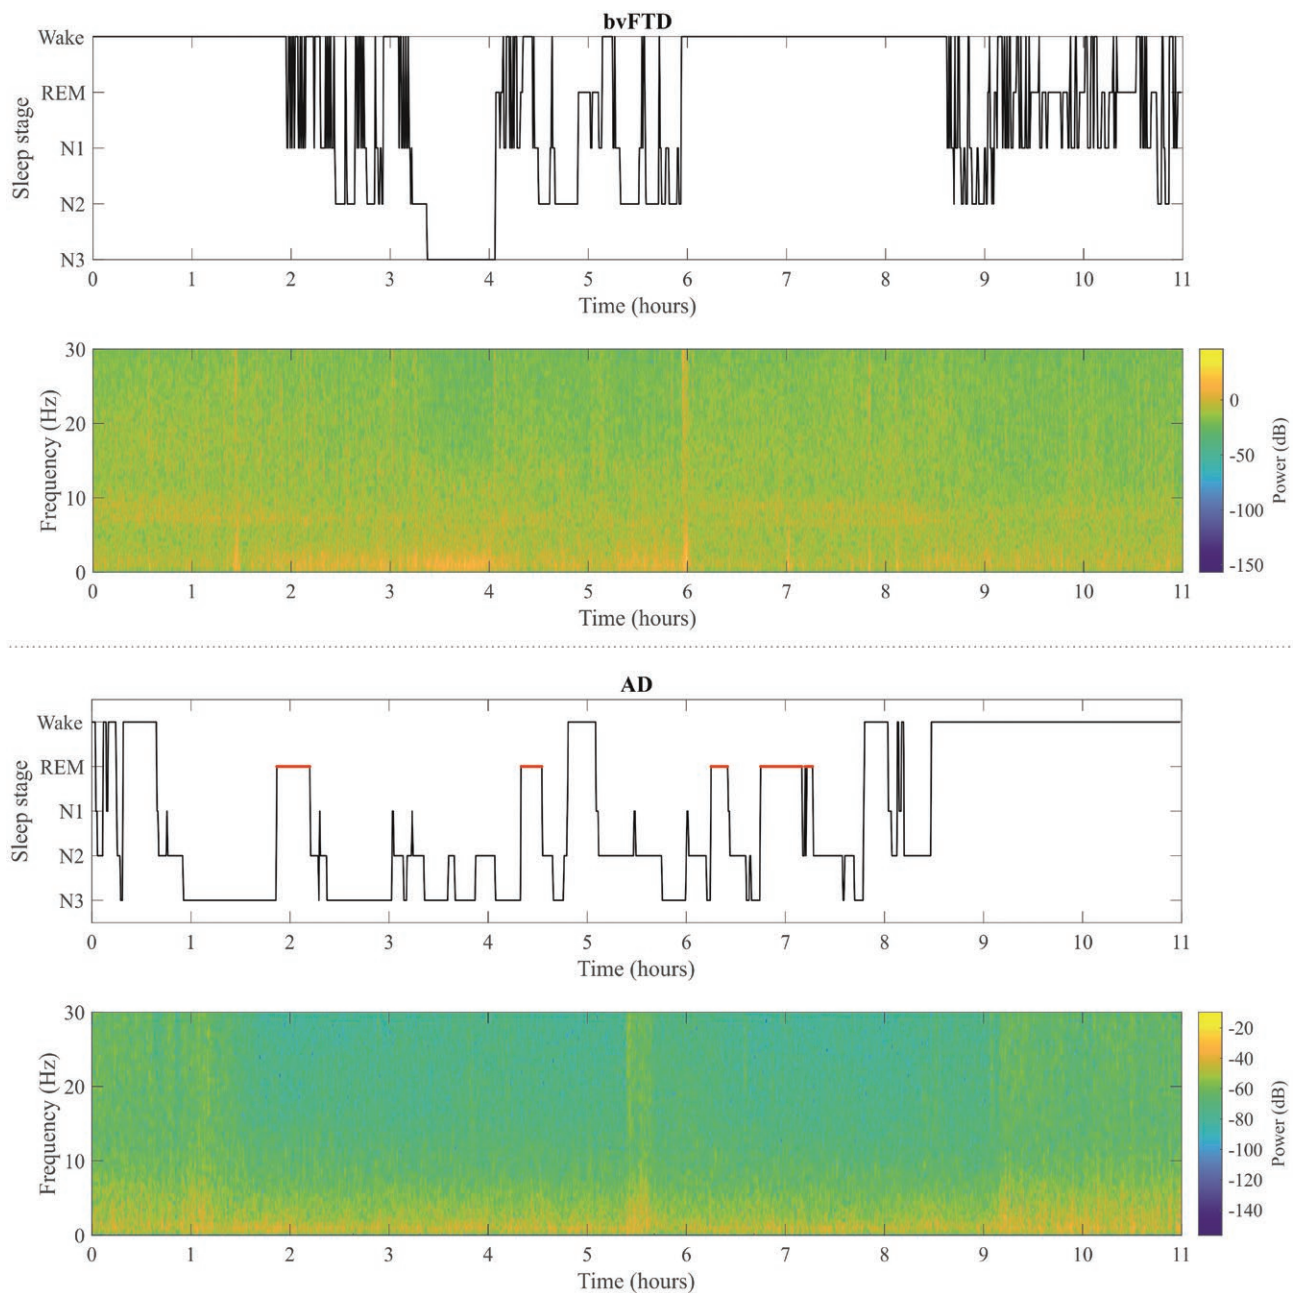 bvFTD
Wake
REM
N1
N2
N3
Sleep stage
0 1 2 3 4 5 6 7 8 9 10 11
Time (hours)
30
20
10
0
Frequency (Hz)
0 1 2 3 4 5 6 7 8 9 10 11
Time (hours)
0
-50
-100
-150
Power (dB)
AD
Wake
REM
N1
N2
N3
Sleep stage
0 1 2 3 4 5 6 7 8 9 10 11
Time (hours)
30
20
10
0
Frequency (Hz)
0 1 2 3 4 5 6 7 8 9 10 11
Time (hours)
-20
-40
-60
-80
-100
-120
-140
Power (dB)